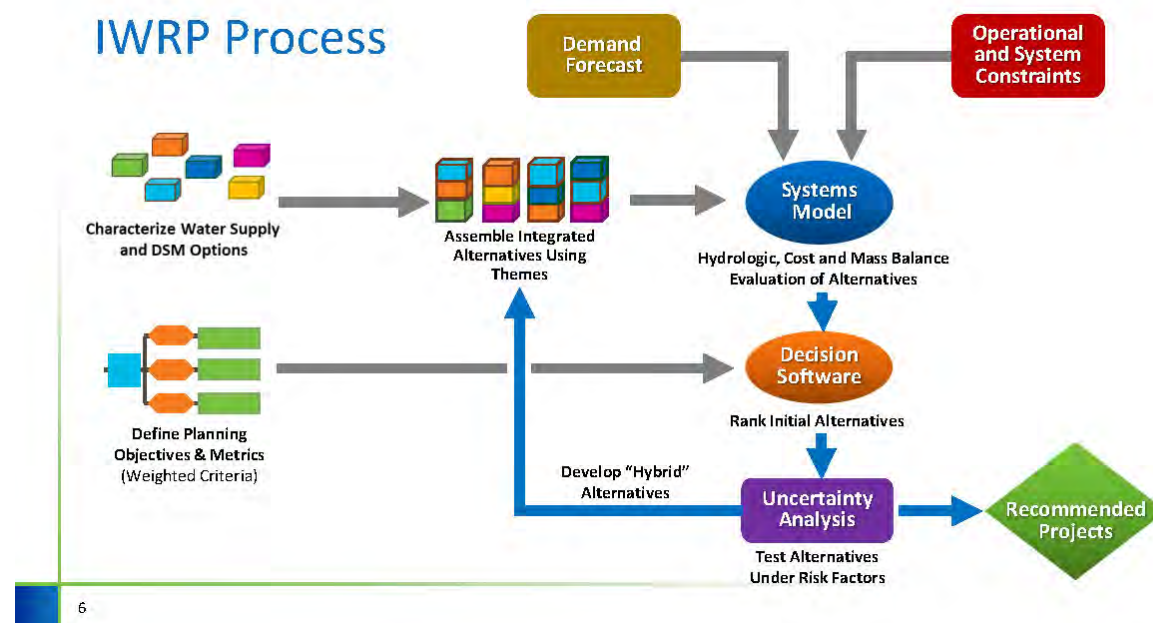 IWRP Process
Demand
Forecast
Operational
and System
Constraints
Characterize Water Supply
and DSM Options
Assemble Integrated
Alternatives Using
Themes
Systems
Model
Hydrologic, Cost and Mass Balance
Evaluation of Alternatives
Define Planning
Objectives & Metrics
(Weighted Criteria)
Decision
Software
Rank Initial Alternatives
Develop “Hybrid”
Alternatives
Uncertainty
Analysis
Test Alternatives
Under Risk Factors
Recommended
Projects
6